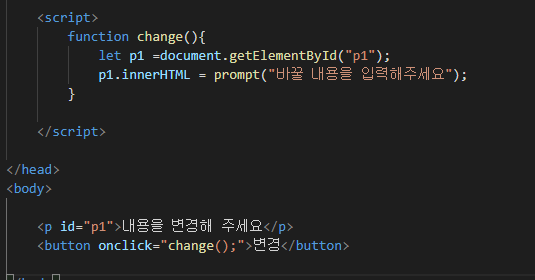 <script>
function change(){
let p1 =document.getElementById("p1");
p1.innerHTML = prompt("바꿀 내용을 입력해주세요");
}
</script>
</head>
<body>
<p id="p1">내용을 변경해 주세요</p>
<button onclick="change();">변경</button>